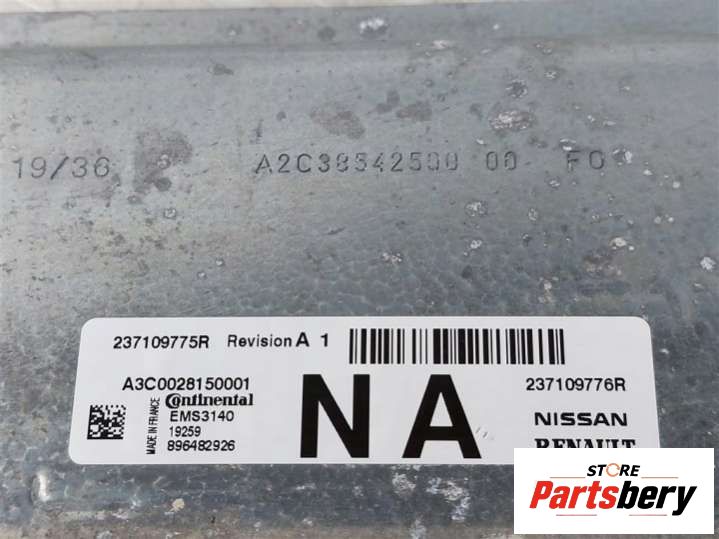 19/36 A2C38542500 00 F0
237109775R Revision A 1
A3C0028150001
Continental
EMS3140
19259
896482926
MADE IN FRANCE
NA
237109776R
NISSAN
RENAULT
STORE
Partsbery